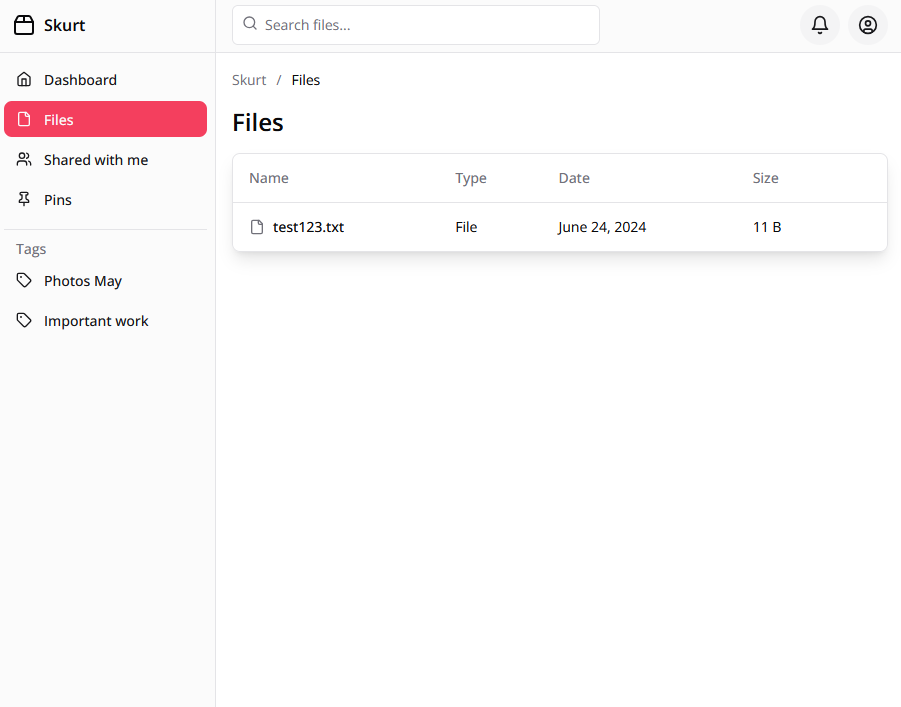 Skurt
Search files...
Dashboard
Files
Shared with me
Pins
Tags
Photos May
Important work
Skurt / Files
Files
Name Type Date Size
test123.txt File June 24, 2024 11 B